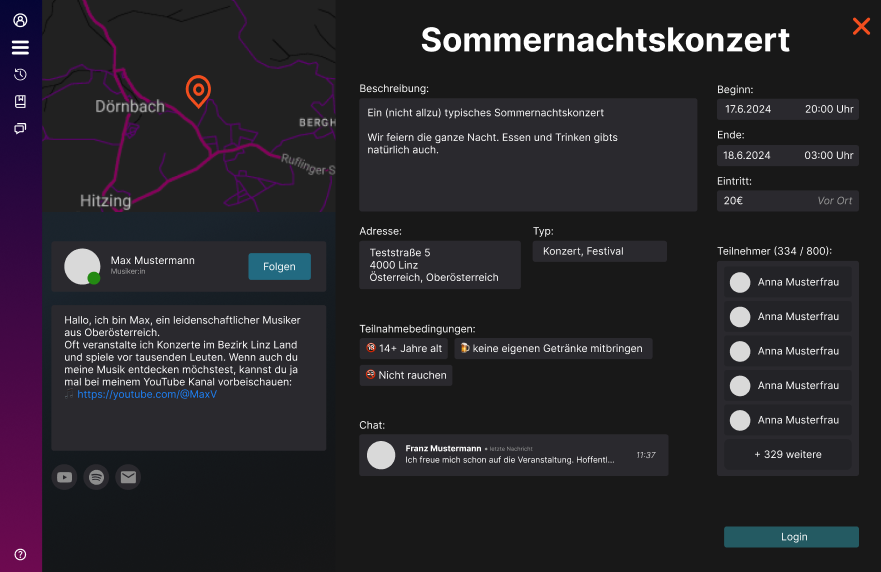 Sommernachtskonzert
Dörnbach
BERGH
Ruflinger S
Hitzing
Max Mustermann
Musiker:in
Folgen
Hallo, ich bin Max, ein leidenschaftlicher Musiker
aus Oberösterreich.
Oft veranstalte ich Konzerte im Bezirk Linz Land
und spiele vor tausenden Leuten. Wenn auch du
meine Musik entdecken möchstest, kannst du ja
mal bei meinem YouTube Kanal vorbeischauen:
https://youtube.com/@MaxV
Beschreibung:
Ein (nicht allzu) typisches Sommernachtskonzert
Wir feiern die ganze Nacht. Essen und Trinken gibts
natürlich auch.
Adresse:
Teststraße 5
4000 Linz
Österreich, Oberösterreich
Typ:
Konzert, Festival
Teilnahmebedingungen:
14+ Jahre alt
keine eigenen Getränke mitbringen
Nicht rauchen
Chat:
Franz Mustermann • letzte Nachricht
Ich freue mich schon auf die Veranstaltung. Hoffentl...
11:37
Beginn:
17.6.2024 20:00 Uhr
Ende:
18.6.2024 03:00 Uhr
Eintritt:
20€ Vor Ort
Teilnehmer (334 / 800):
Anna Musterfrau
Anna Musterfrau
Anna Musterfrau
Anna Musterfrau
Anna Musterfrau
+ 329 weitere
Login